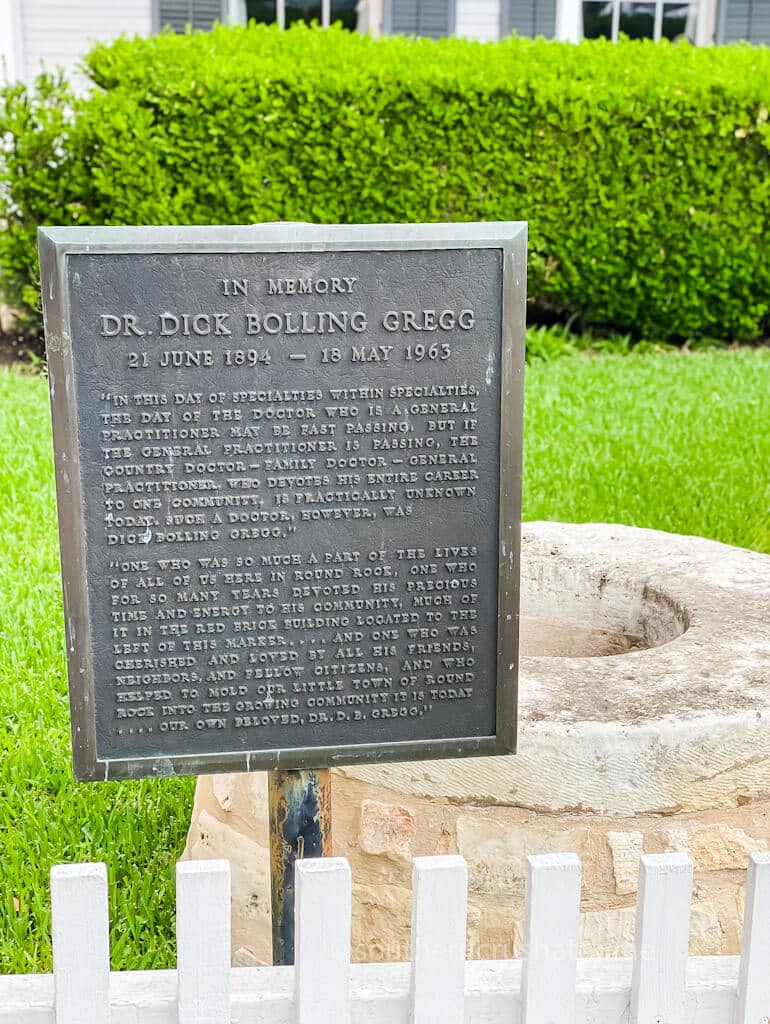 IN MEMORY
DR. DICK BOLLING GREGG
21 JUNE 1894 — 18 MAY 1963
"IN THIS DAY OF SPECIALTIES WITHIN SPECIALTIES,
THE DAY OF THE DOCTOR WHO IS A GENERAL
PRACTITIONER MAY BE FAST PASSING. BUT IF
THE GENERAL PRACTITIONER IS PASSING, THE
COUNTRY DOCTOR — FAMILY DOCTOR — GENERAL
PRACTITIONER, WHO DEVOTES HIS ENTIRE CAREER
TO ONE COMMUNITY, IS PRACTICALLY UNKNOWN
TODAY. SUCH A DOCTOR, HOWEVER, WAS
DICK BOLLING GREGG."
"ONE WHO WAS SO MUCH A PART OF THE LIVES
OF ALL OF US HERE IN ROUND ROCK, ONE WHO
FOR SO MANY YEARS DEVOTED HIS PRECIOUS
TIME AND ENERGY TO HIS COMMUNITY, MUCH OF
IT IN THE RED BRICK BUILDING LOCATED TO THE
LEFT OF THIS MARKER.... AND ONE WHO WAS
CHERISHED AND LOVED BY ALL HIS FRIENDS,
NEIGHBORS, AND FELLOW CITIZENS, AND WHO
HELPED TO MOLD OUR LITTLE TOWN OF ROUND
ROCK INTO THE GROWING COMMUNITY IT IS TODAY
.... OUR OWN BELOVED, DR. D. B. GREGG,"